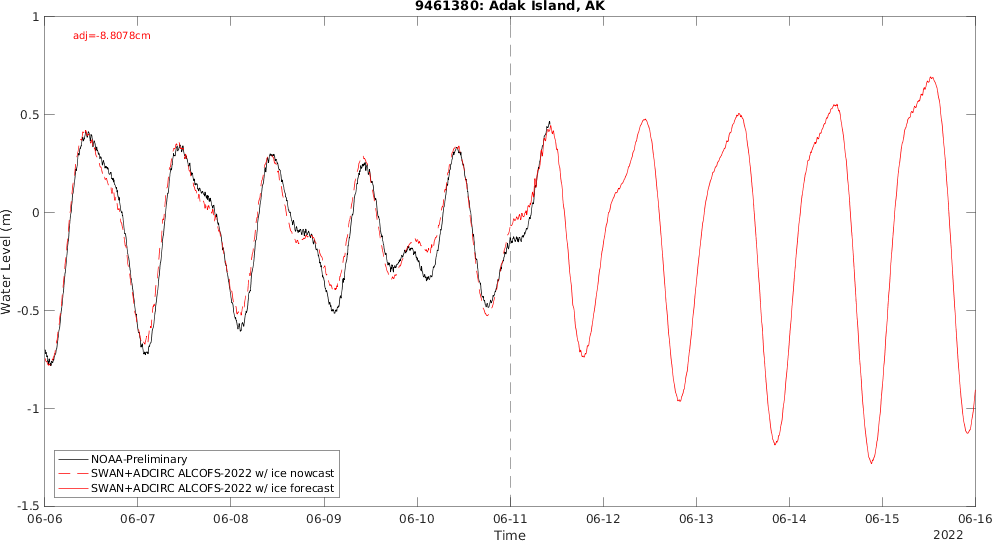 9461380: Adak Island, AK
adj=-8.8078cm
1
0.5
0
-0.5
-1
-1.5
Water Level (m)
NOAA-Preliminary
SWAN+ADCIRC ALCOFS-2022 w/ ice nowcast
SWAN+ADCIRC ALCOFS-2022 w/ ice forecast
06-06 06-07 06-08 06-09 06-10 06-11 06-12 06-13 06-14 06-15 06-16
Time
2022